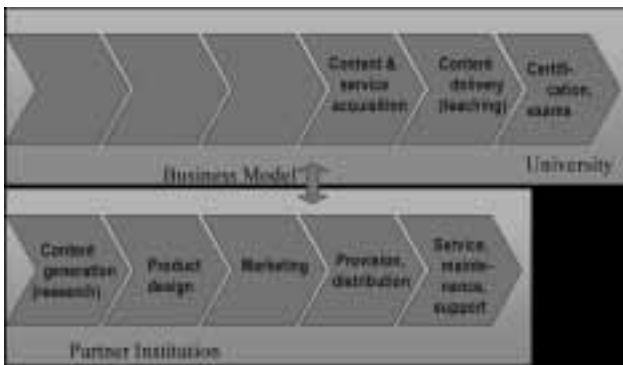 Content &
service
acquisition
Content
delivery
(teaching)
Certifi-
cation,
exams
University
Business Model
Content
generation
(research)
Product
design
Marketing
Provision,
distribution
Service,
mainte-
nence,
support
Partner Institution